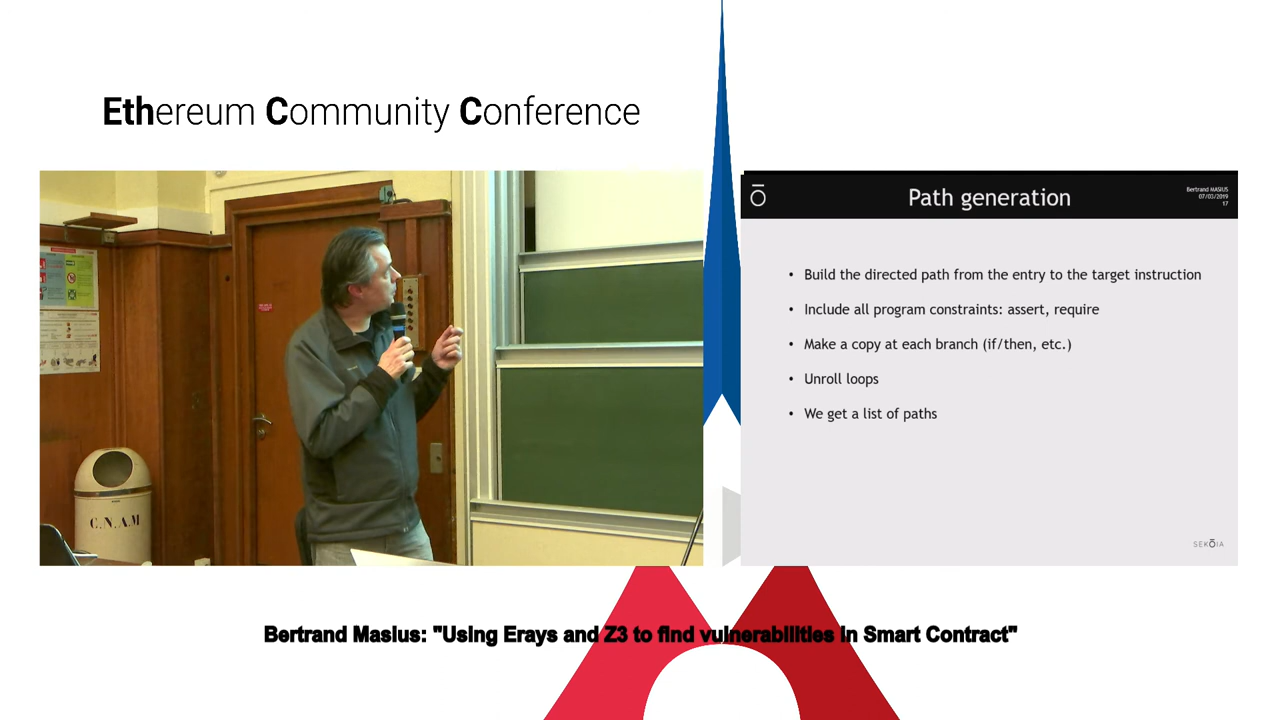 Ethereum Community Conference
Path generation
Bertrand MASIUS
07/03/2019
17
• Build the directed path from the entry to the target instruction
• Include all program constraints: assert, require
• Make a copy at each branch (if/then, etc.)
• Unroll loops
• We get a list of paths
SEKOIA
C.N.A.M
Bertrand Masius: "Using Erays and Z3 to find vulnerabilities in Smart Contract"